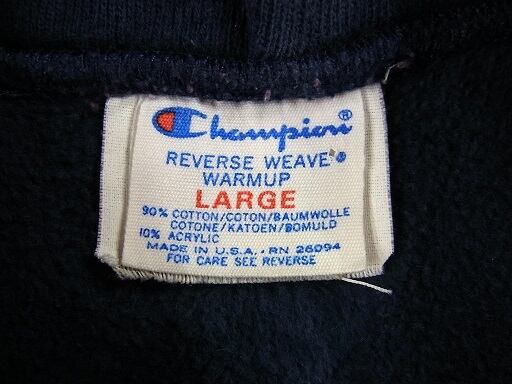 Champion®
REVERSE WEAVE®
WARMUP
LARGE
90% COTTON/COTON/BAUMWOLLE
COTONE/KATOEN/BOMULD
10% ACRYLIC
MADE IN U.S.A. · RN 26094
FOR CARE SEE REVERSE